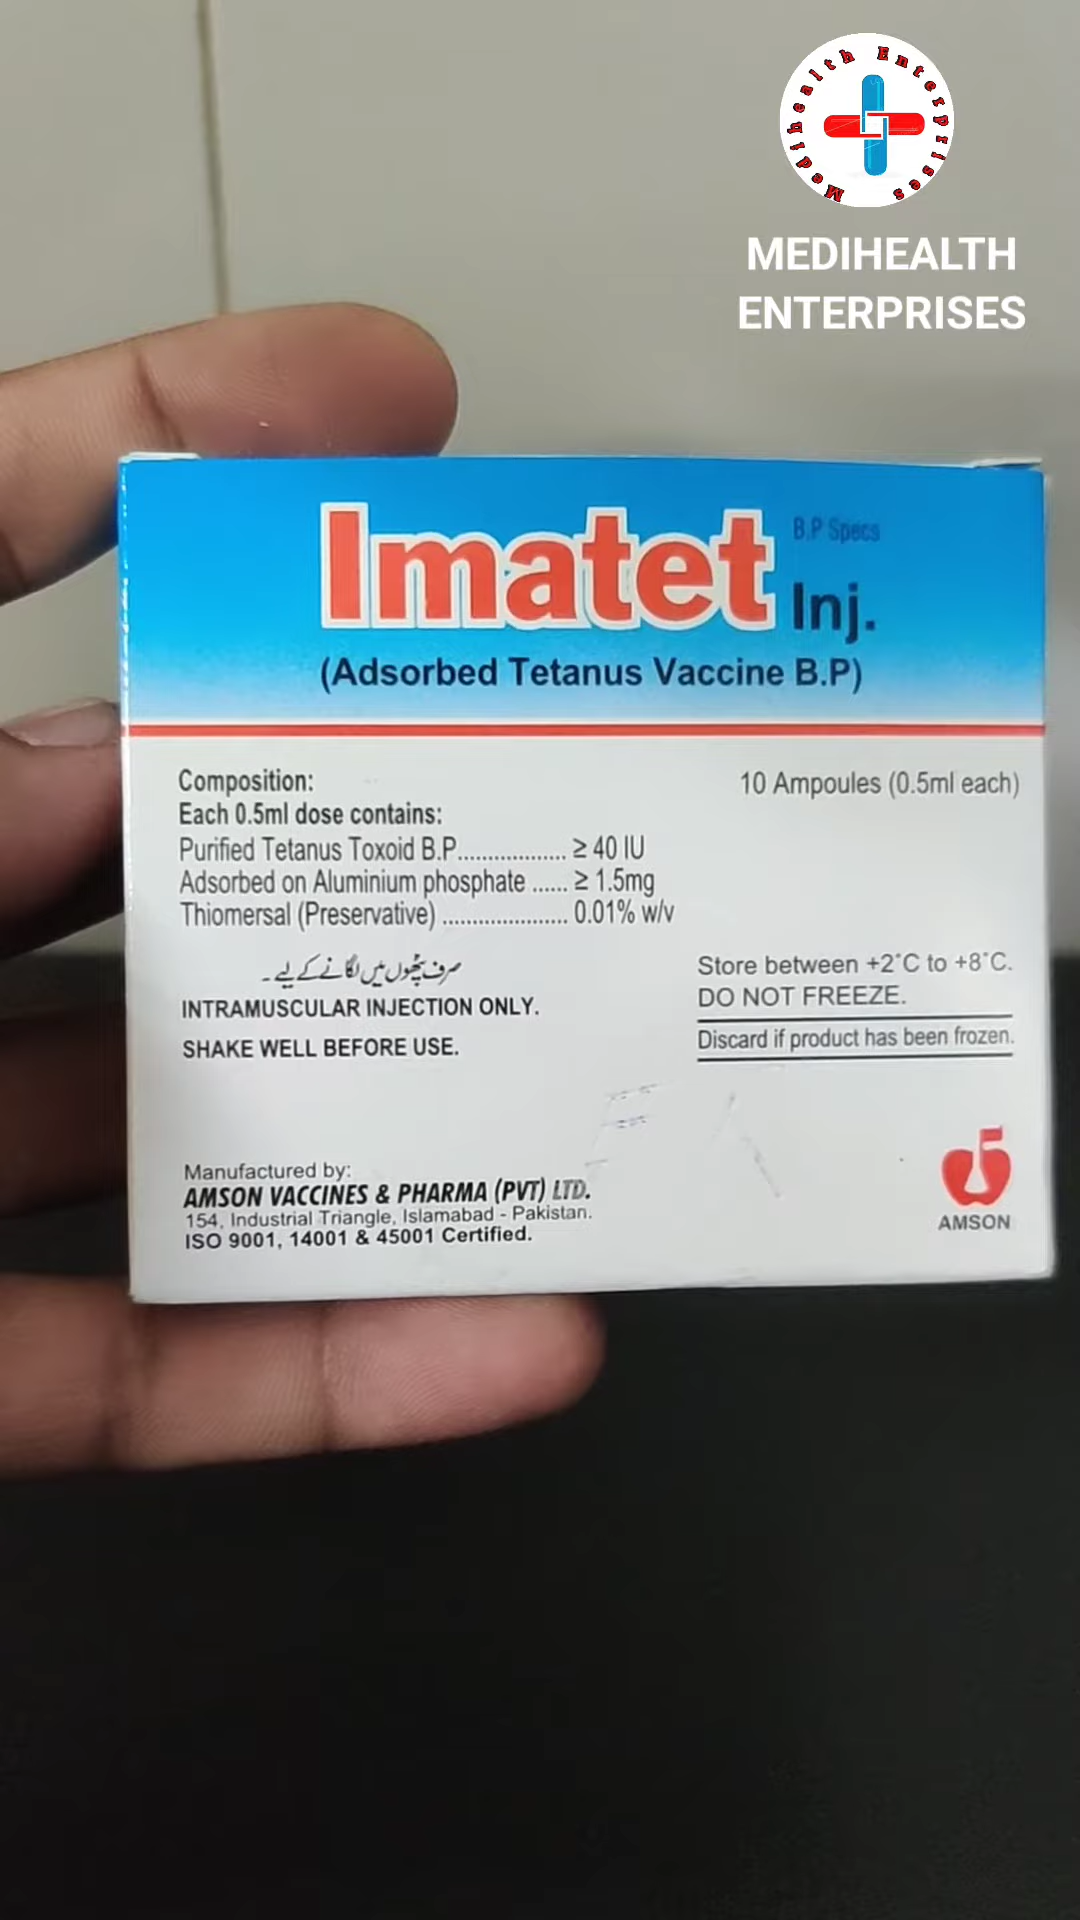 Medihealth Enterprises
MEDIHEALTH
ENTERPRISES
Imatet B.P Specs
Inj.
(Adsorbed Tetanus Vaccine B.P)
Composition:
10 Ampoules (0.5ml each)
Each 0.5ml dose contains:
Purified Tetanus Toxoid B.P.................. ≥ 40 IU
Adsorbed on Aluminium phosphate ...... ≥ 1.5mg
Thiomersal (Preservative) ..................... 0.01% w/v
صرف پٹھوں میں لگانے کے لیے۔
INTRAMUSCULAR INJECTION ONLY.
SHAKE WELL BEFORE USE.
Store between +2°C to +8°C.
DO NOT FREEZE.
Discard if product has been frozen.
Manufactured by:
AMSON VACCINES & PHARMA (PVT) LTD.
154, Industrial Triangle, Islamabad - Pakistan.
ISO 9001, 14001 & 45001 Certified.
AMSON